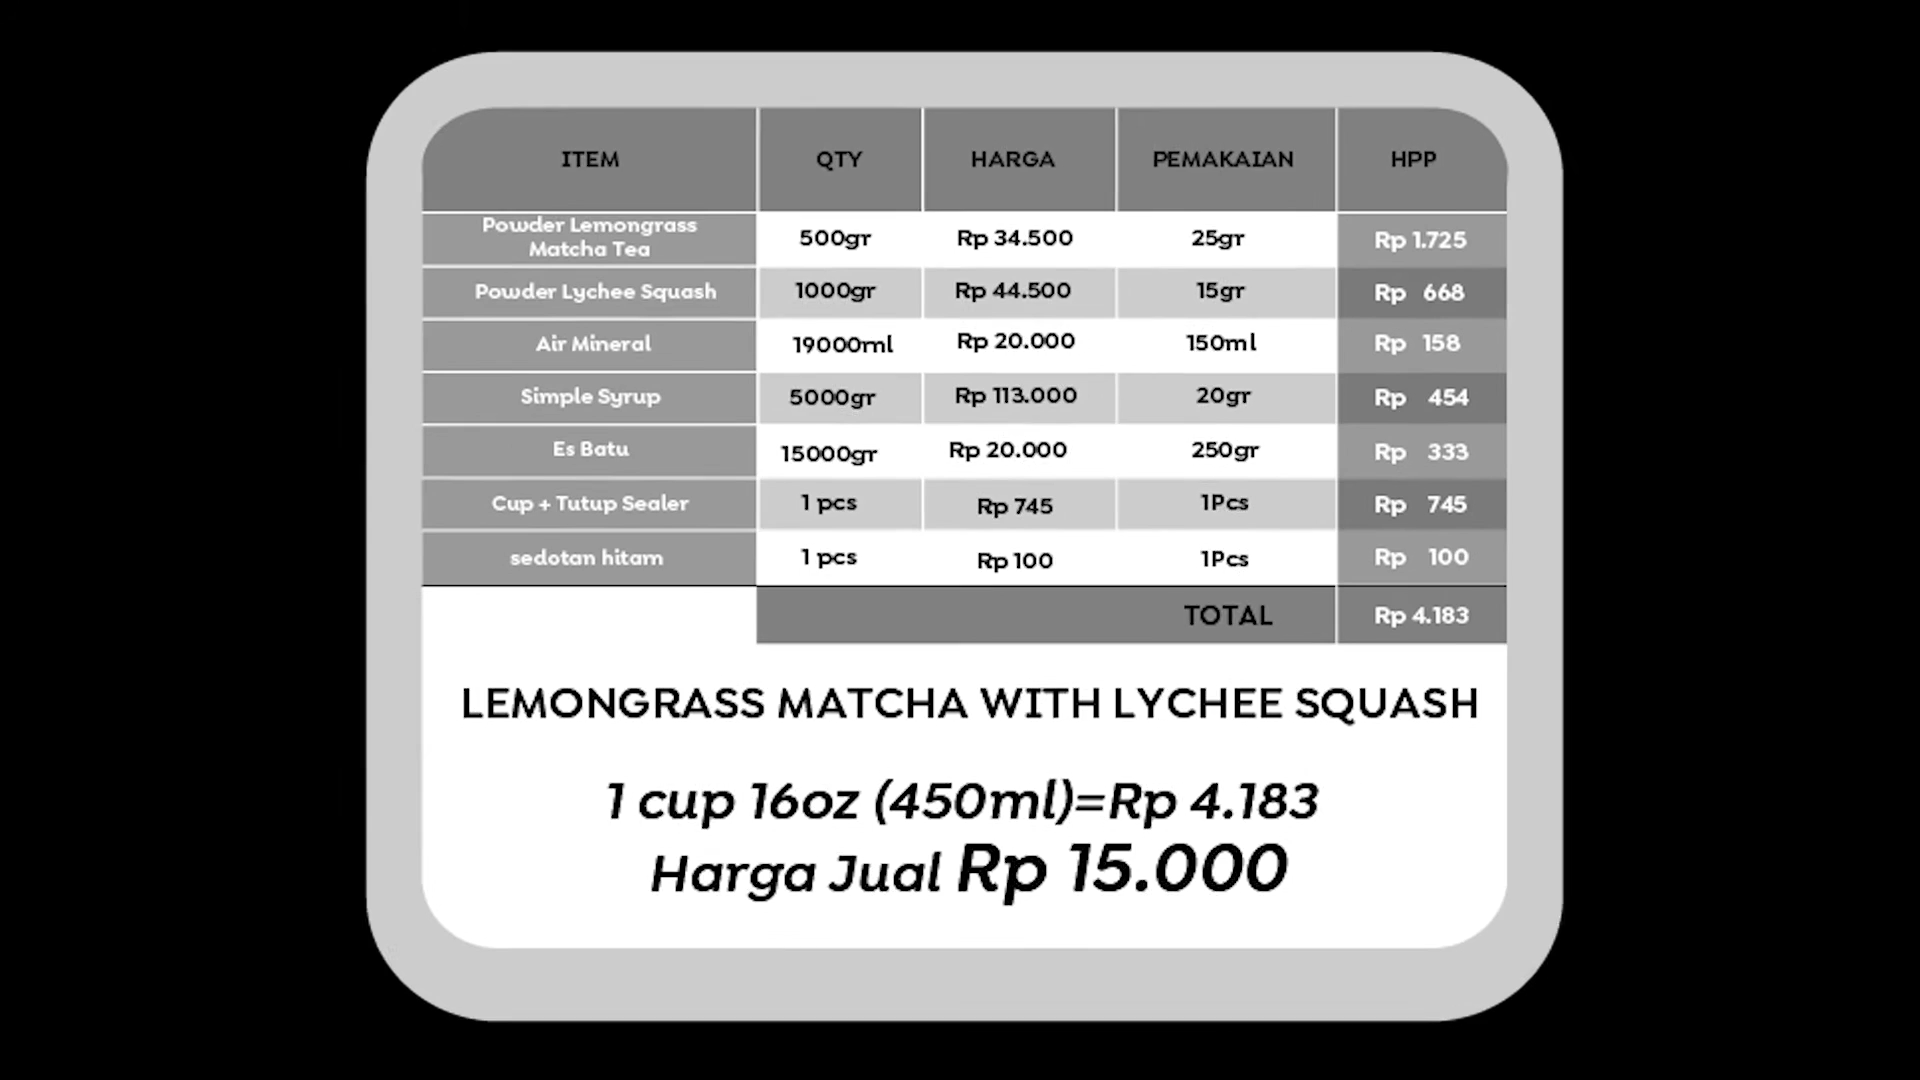 ITEM QTY HARGA PEMAKAIAN HPP
Powder Lemongrass
Matcha Tea 500gr Rp 34.500 25gr Rp 1.725
Powder Lychee Squash 1000gr Rp 44.500 15gr Rp 668
Air Mineral 19000ml Rp 20.000 150ml Rp 158
Simple Syrup 5000gr Rp 113.000 20gr Rp 454
Es Batu 15000gr Rp 20.000 250gr Rp 333
Cup + Tutup Sealer 1 pcs Rp 745 1Pcs Rp 745
sedotan hitam 1 pcs Rp 100 1Pcs Rp 100
TOTAL Rp 4.183
LEMONGRASS MATCHA WITH LYCHEE SQUASH
1 cup 16oz (450ml)=Rp 4.183
Harga Jual Rp 15.000